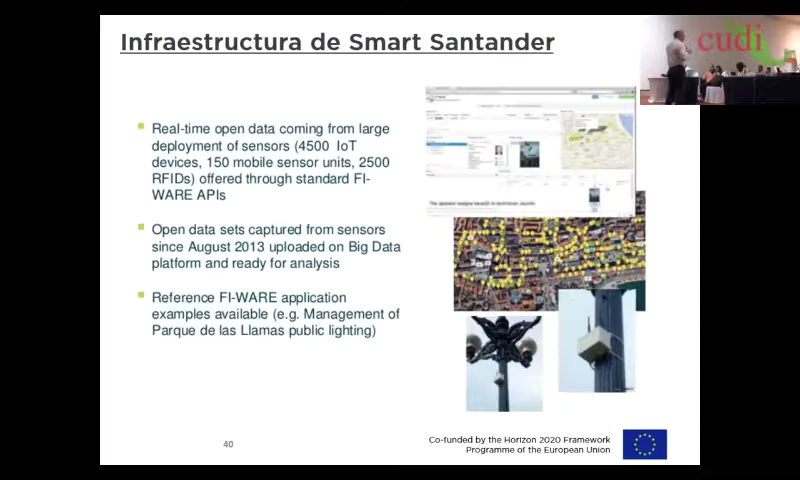 Infraestructura de Smart Santander
cudi
Real-time open data coming from large
deployment of sensors (4500 IoT
devices, 150 mobile sensor units, 2500
RFIDs) offered through standard FI-
WARE APIs
Open data sets captured from sensors
since August 2013 uploaded on Big Data
platform and ready for analysis
Reference FI-WARE application
examples available (e.g. Management of
Parque de las Llamas public lighting)
40
Co-funded by the Horizon 2020 Framework
Programme of the European Union